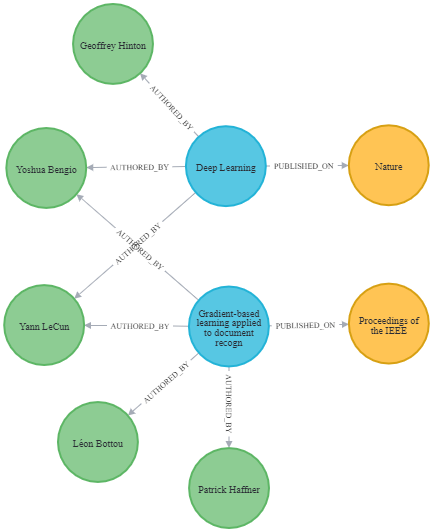 Geoffrey Hinton
AUTHORED_BY
Yoshua Bengio
AUTHORED_BY
Deep Learning
PUBLISHED_ON
Nature
AUTHORED_BY
AUTHORED_BY
Yann LeCun
AUTHORED_BY
Gradient-based
learning applied
to document
recogn
PUBLISHED_ON
Proceedings of
the IEEE
AUTHORED_BY
AUTHORED_BY
Léon Bottou
Patrick Haffner